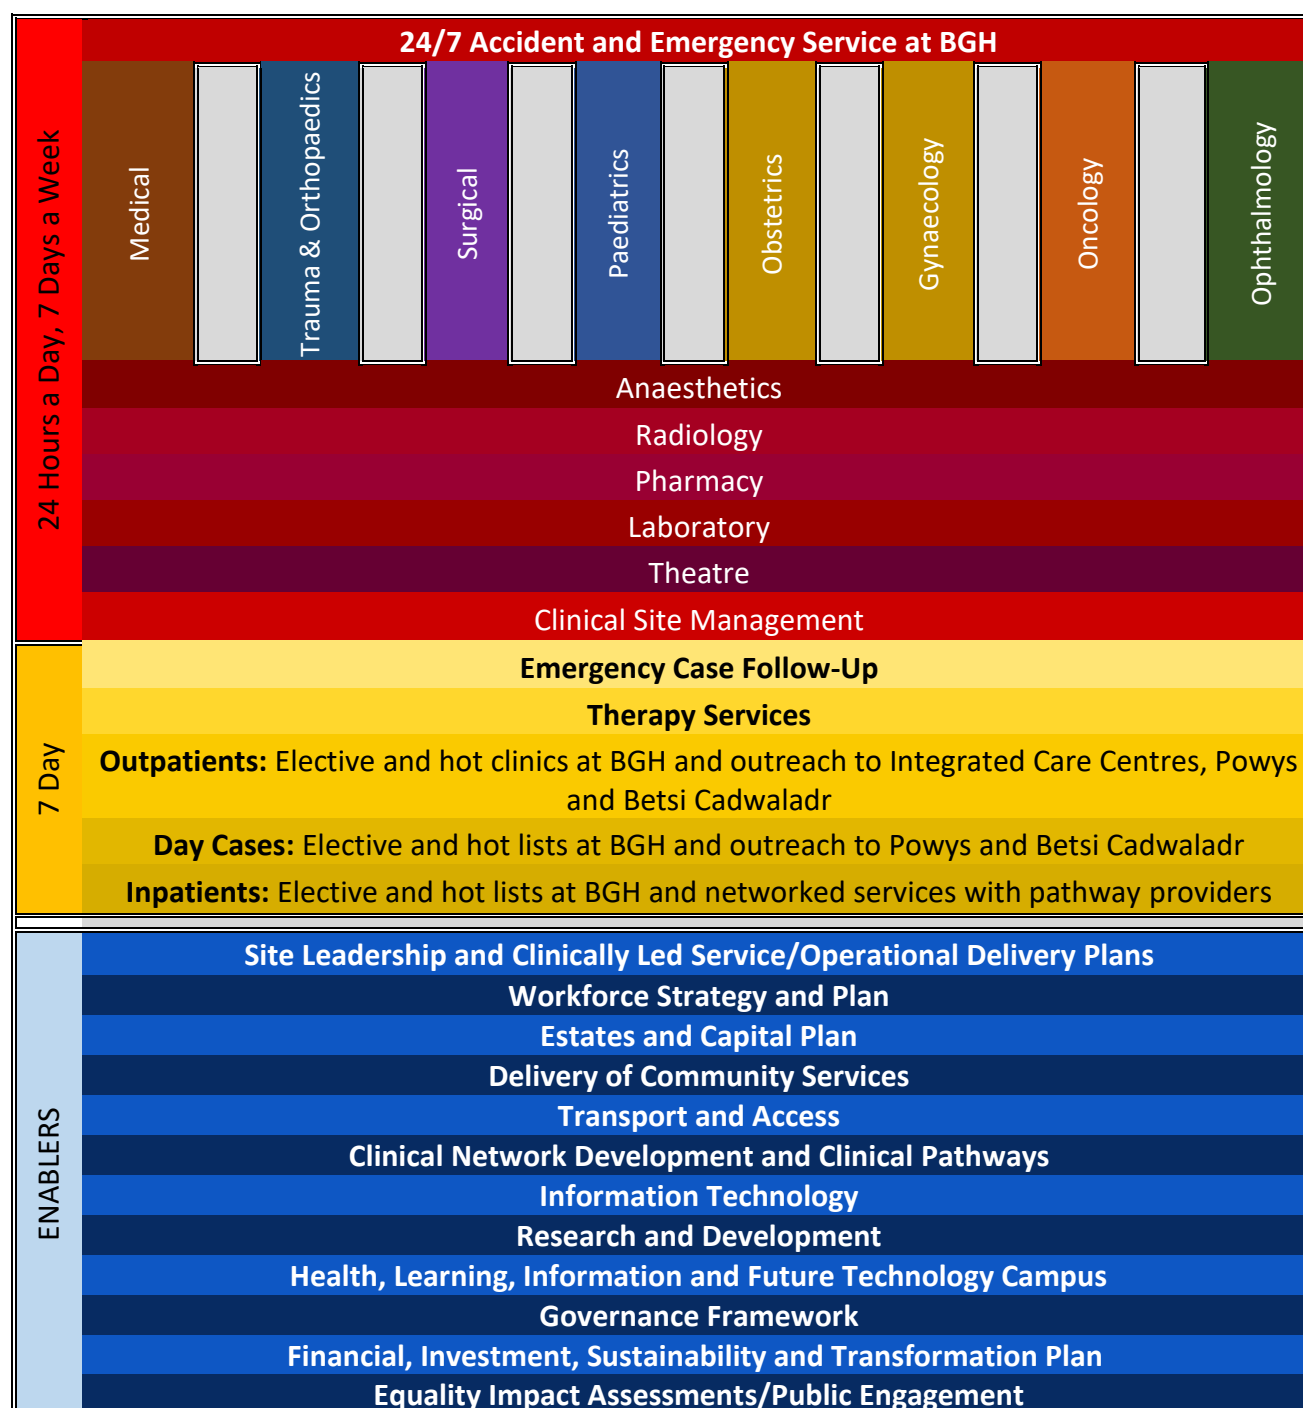 24/7 Accident and Emergency Service at BGH
24 Hours a Day, 7 Days a Week
Medical
Trauma & Orthopaedics
Surgical
Paediatrics
Obstetrics
Gynaecology
Oncology
Ophthalmology
Anaesthetics
Radiology
Pharmacy
Laboratory
Theatre
Clinical Site Management
7 Day
Emergency Case Follow-Up
Therapy Services
Outpatients: Elective and hot clinics at BGH and outreach to Integrated Care Centres, Powys
and Betsi Cadwaladr
Day Cases: Elective and hot lists at BGH and outreach to Powys and Betsi Cadwaladr
Inpatients: Elective and hot lists at BGH and networked services with pathway providers
ENABLERS
Site Leadership and Clinically Led Service/Operational Delivery Plans
Workforce Strategy and Plan
Estates and Capital Plan
Delivery of Community Services
Transport and Access
Clinical Network Development and Clinical Pathways
Information Technology
Research and Development
Health, Learning, Information and Future Technology Campus
Governance Framework
Financial, Investment, Sustainability and Transformation Plan
Equality Impact Assessments/Public Engagement